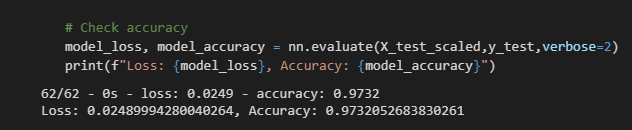 # Check accuracy
model_loss, model_accuracy = nn.evaluate(X_test_scaled,y_test,verbose=2)
print(f"Loss: {model_loss}, Accuracy: {model_accuracy}")
62/62 - 0s - loss: 0.0249 - accuracy: 0.9732
Loss: 0.02489994280040264, Accuracy: 0.9732052683830261